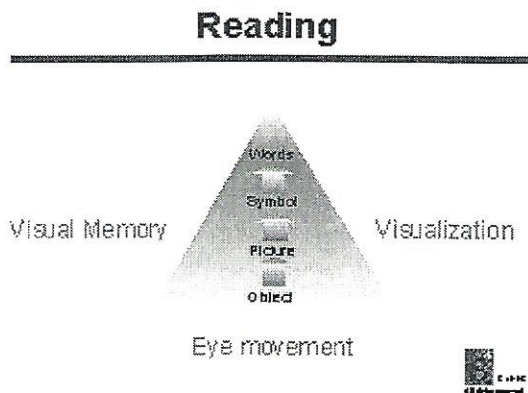 Reading
Words
Symbol
Visual Memory
Visualization
Picture
Object
Eye movement